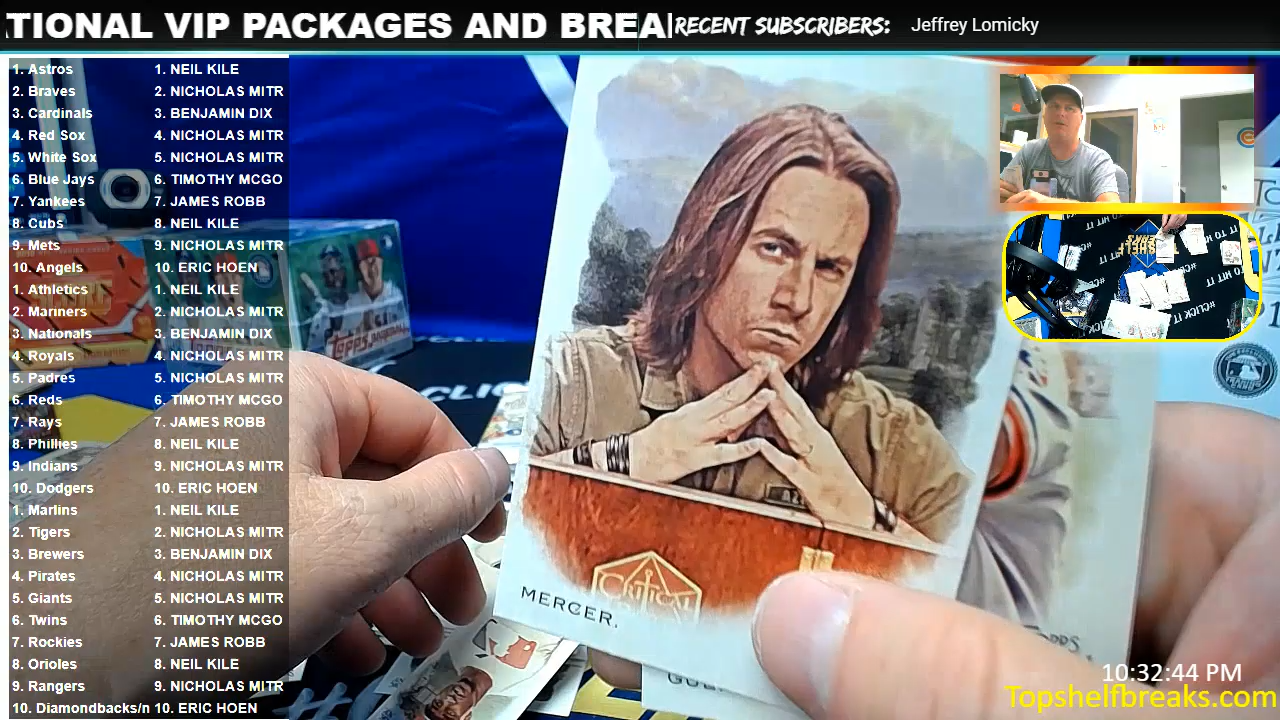 TIONAL VIP PACKAGES AND BREA
RECENT SUBSCRIBERS: Jeffrey Lomicky
1. Astros 1. NEIL KILE
2. Braves 2. NICHOLAS MITR
3. Cardinals 3. BENJAMIN DIX
4. Red Sox 4. NICHOLAS MITR
5. White Sox 5. NICHOLAS MITR
6. Blue Jays 6. TIMOTHY MCGO
7. Yankees 7. JAMES ROBB
8. Cubs 8. NEIL KILE
9. Mets 9. NICHOLAS MITR
10. Angels 10. ERIC HOEN
1. Athletics 1. NEIL KILE
2. Mariners 2. NICHOLAS MITR
3. Nationals 3. BENJAMIN DIX
4. Royals 4. NICHOLAS MITR
5. Padres 5. NICHOLAS MITR
6. Reds 6. TIMOTHY MCGO
7. Rays 7. JAMES ROBB
8. Phillies 8. NEIL KILE
9. Indians 9. NICHOLAS MITR
10. Dodgers 10. ERIC HOEN
1. Marlins 1. NEIL KILE
2. Tigers 2. NICHOLAS MITR
3. Brewers 3. BENJAMIN DIX
4. Pirates 4. NICHOLAS MITR
5. Giants 5. NICHOLAS MITR
6. Twins 6. TIMOTHY MCGO
7. Rockies 7. JAMES ROBB
8. Orioles 8. NEIL KILE
9. Rangers 9. NICHOLAS MITR
10. Diamondbacks/n 10. ERIC HOEN
CRITICAL
MERCER.
10:32:44 PM
Topshelfbreaks.com